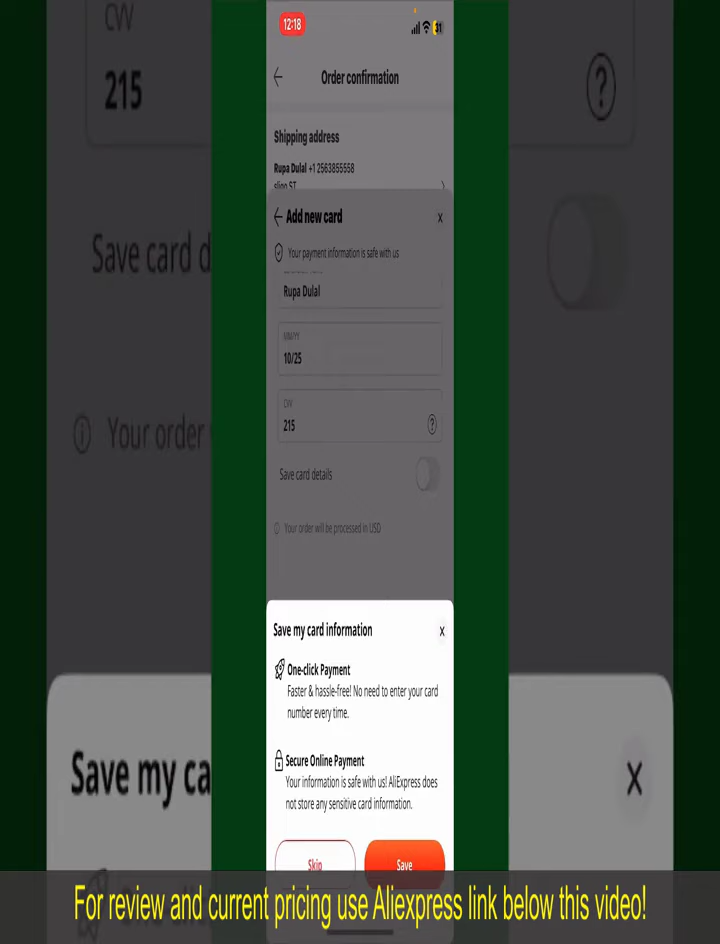 CVV
215
?
Save card d
Your order
Save my ca
X
12:18
31
Order confirmation
Shipping address
Rupa Dulal +1 2563855558
sligo ST
Add new card
x
Your payment information is safe with us
Rupa Dulal
MM/YY
10/25
CVV
215
?
Save card details
Your order will be processed in USD
Save my card information
x
One-click Payment
Faster & hassle-free! No need to enter your card
number every time.
Secure Online Payment
Your information is safe with us! AliExpress does
not store any sensitive card information.
Skip
Save
For review and current pricing use Aliexpress link below this video!